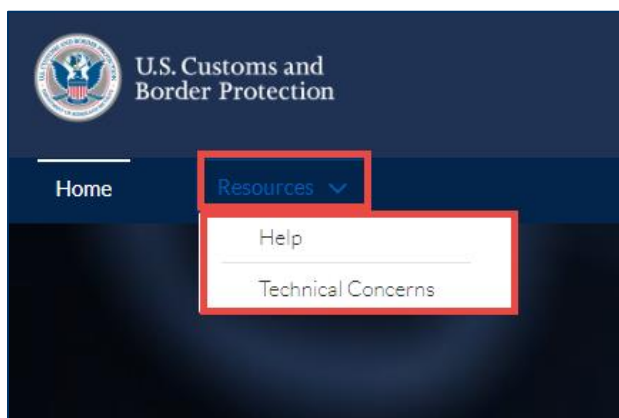 U.S. Customs and
Border Protection
Home
Resources
Help
Technical Concerns